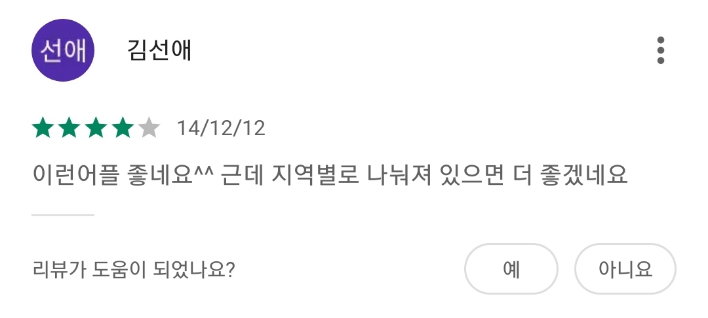 선애 김선애
14/12/12
이런어플 좋네요^^ 근데 지역별로 나눠져 있으면 더 좋겠네요
리뷰가 도움이 되었나요? 예 아니요